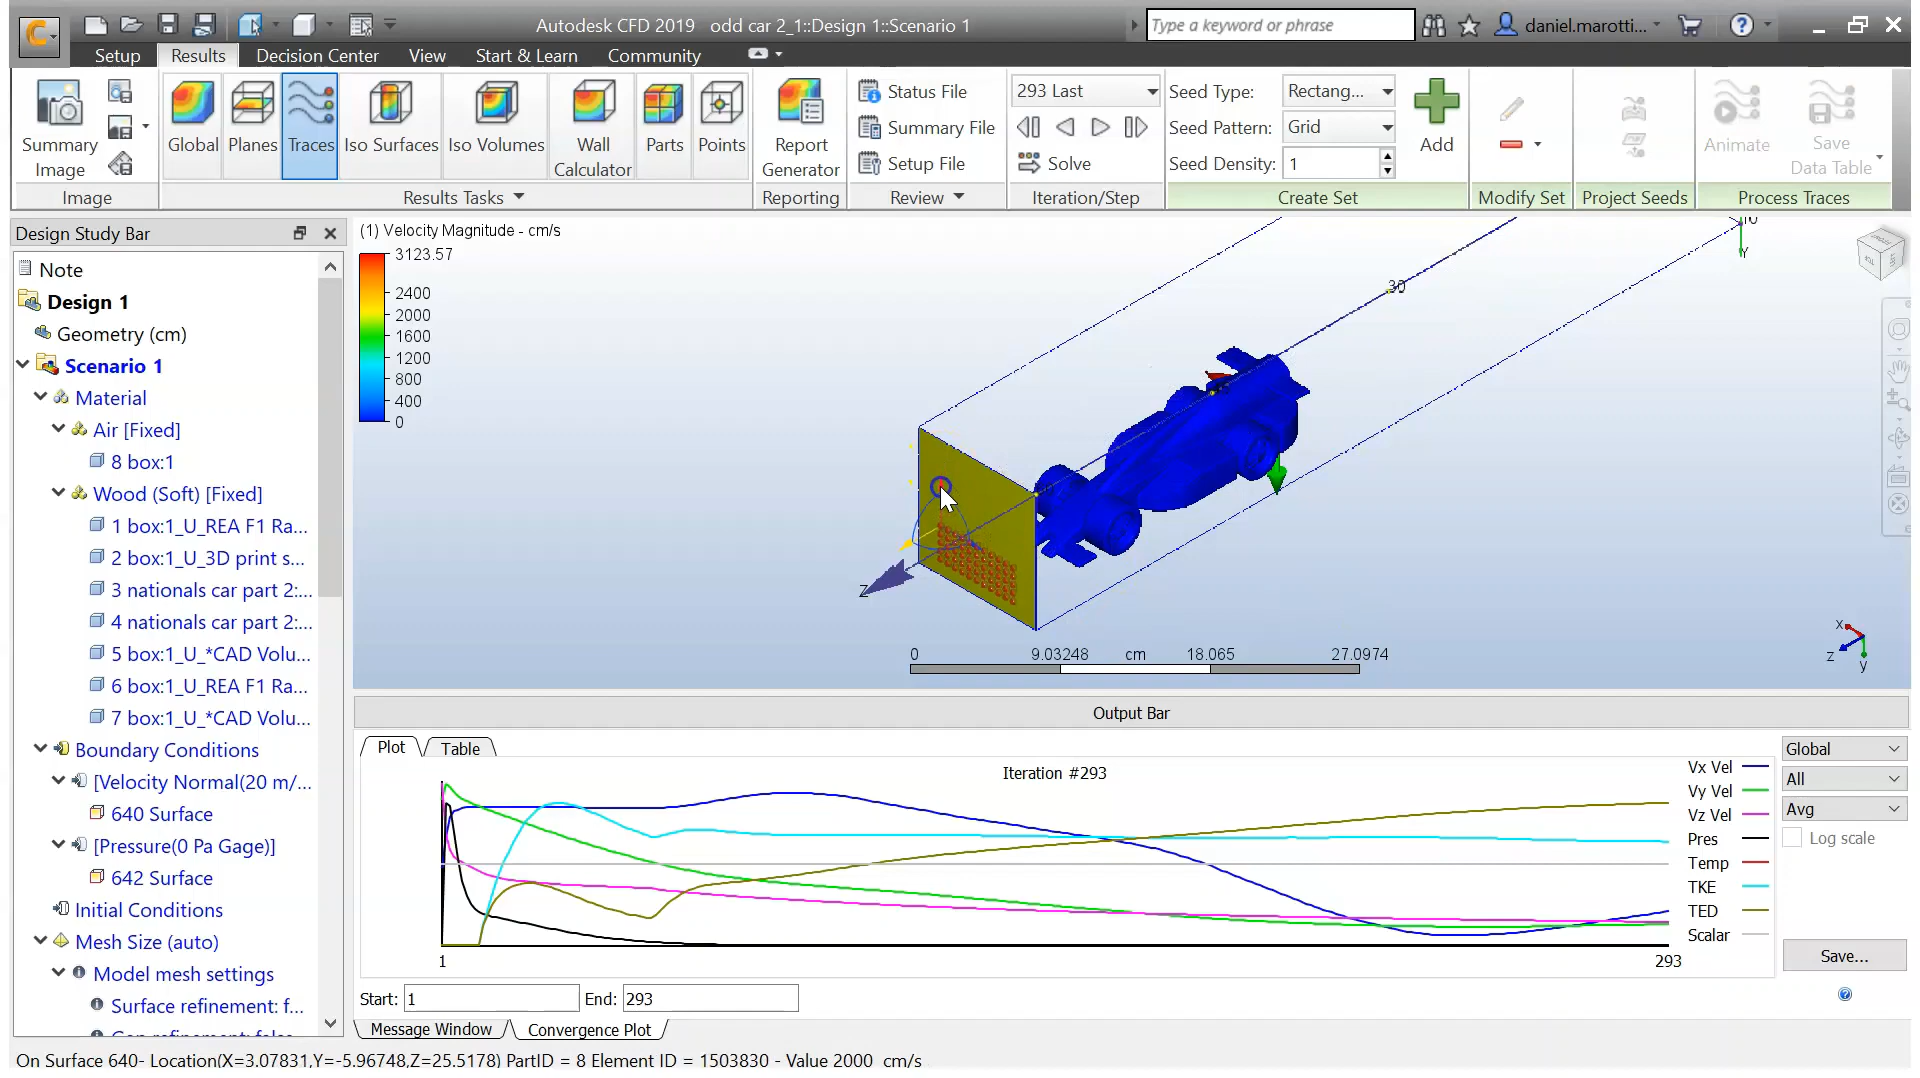 Autodesk CFD 2019 odd car 2_1::Design 1::Scenario 1
Type a keyword or phrase
daniel.marotti...
Setup Results Decision Center View Start & Learn Community
Summary Image
Global
Planes
Traces
Iso Surfaces
Iso Volumes
Wall Calculator
Parts
Points
Report Generator
Status File
Summary File
Setup File
293 Last
Solve
Seed Type: Rectang...
Seed Pattern: Grid
Seed Density: 1
Add
Animate
Save Data Table
Image Results Tasks Reporting Review Iteration/Step Create Set Modify Set Project Seeds Process Traces
Design Study Bar
Note
Design 1
Geometry (cm)
Scenario 1
Material
Air [Fixed]
8 box:1
Wood (Soft) [Fixed]
1 box:1_U_REA F1 Ra...
2 box:1_U_3D print s...
3 nationals car part 2:...
4 nationals car part 2:...
5 box:1_U_*CAD Volu...
6 box:1_U_REA F1 Ra...
7 box:1_U_*CAD Volu...
Boundary Conditions
[Velocity Normal(20 m/...
640 Surface
[Pressure(0 Pa Gage)]
642 Surface
Initial Conditions
Mesh Size (auto)
Model mesh settings
Surface refinement: f...
(1) Velocity Magnitude - cm/s
3123.57
2400
2000
1600
1200
800
400
0
30
Y
Z
0 9.03248 cm 18.065 27.0974
x
z
y
Output Bar
Plot Table
Iteration #293
1 293
Vx Vel
Vy Vel
Vz Vel
Pres
Temp
TKE
TED
Scalar
Global
All
Avg
Log scale
Save...
Start: 1 End: 293
Message Window Convergence Plot
On Surface 640- Location(X=3.07831,Y=-5.96748,Z=25.5178) PartID = 8 Element ID = 1503830 - Value 2000 cm/s